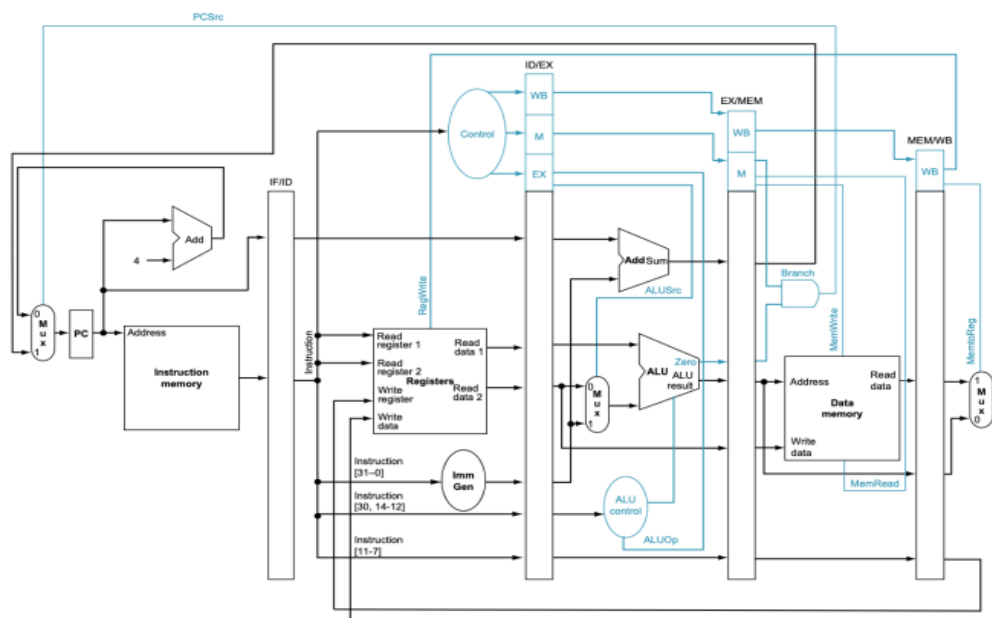 PCSrc
ID/EX
WB
EX/MEM
Control
M
WB
MEM/WB
EX
M
WB
IF/ID
Add
4
Add Sum
Branch
ALUSrc
RegWrite
MemWrite
MemtoReg
0
Mux
1
PC
Address
Instruction
memory
Instruction
Read
register 1
Read
data 1
Read
register 2
Registers
Read
data 2
Write
register
Write
data
Zero
ALU
ALU
result
0
Mux
1
Address
Read
data
Data
memory
Write
data
1
Mux
0
MemRead
Instruction
[31–0]
Imm
Gen
Instruction
[30, 14-12]
ALU
control
ALUOp
Instruction
[11-7]